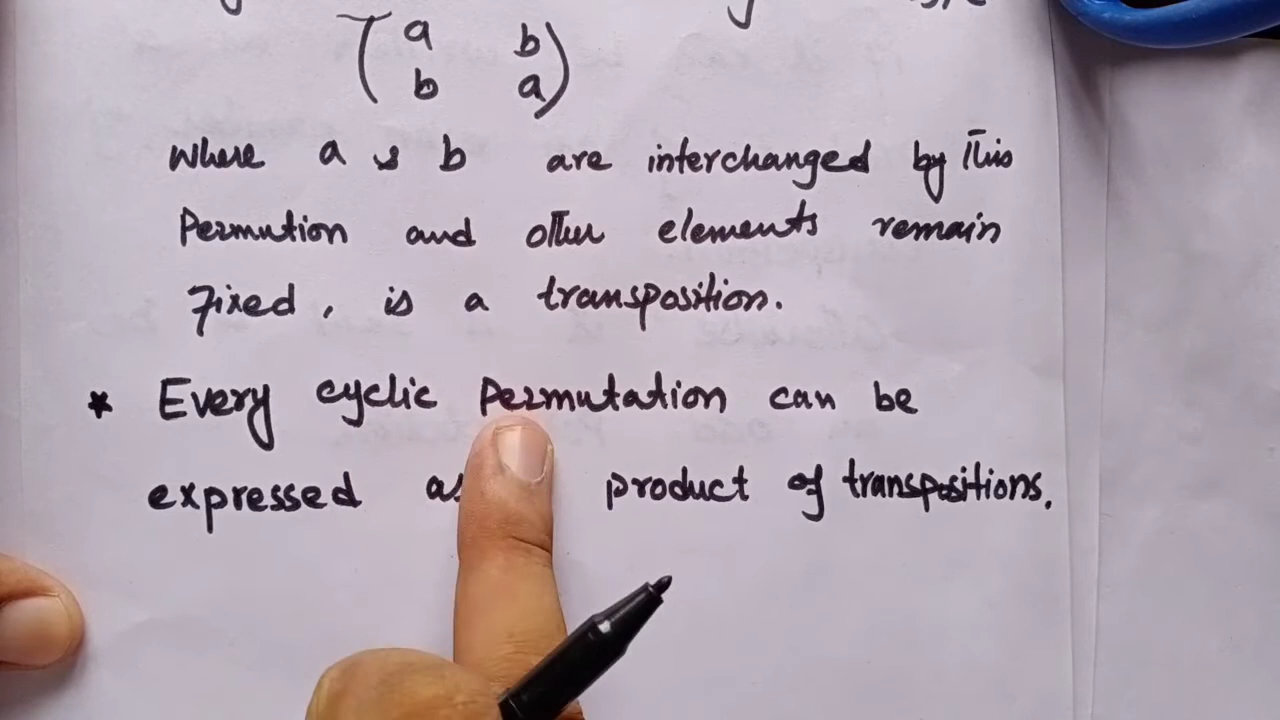 ( a b )
( b a )
where a & b are interchanged by This
Permution and other elements remain
Fixed, is a transposition.
* Every cyclic Permutation can be
expressed as product of transpositions.